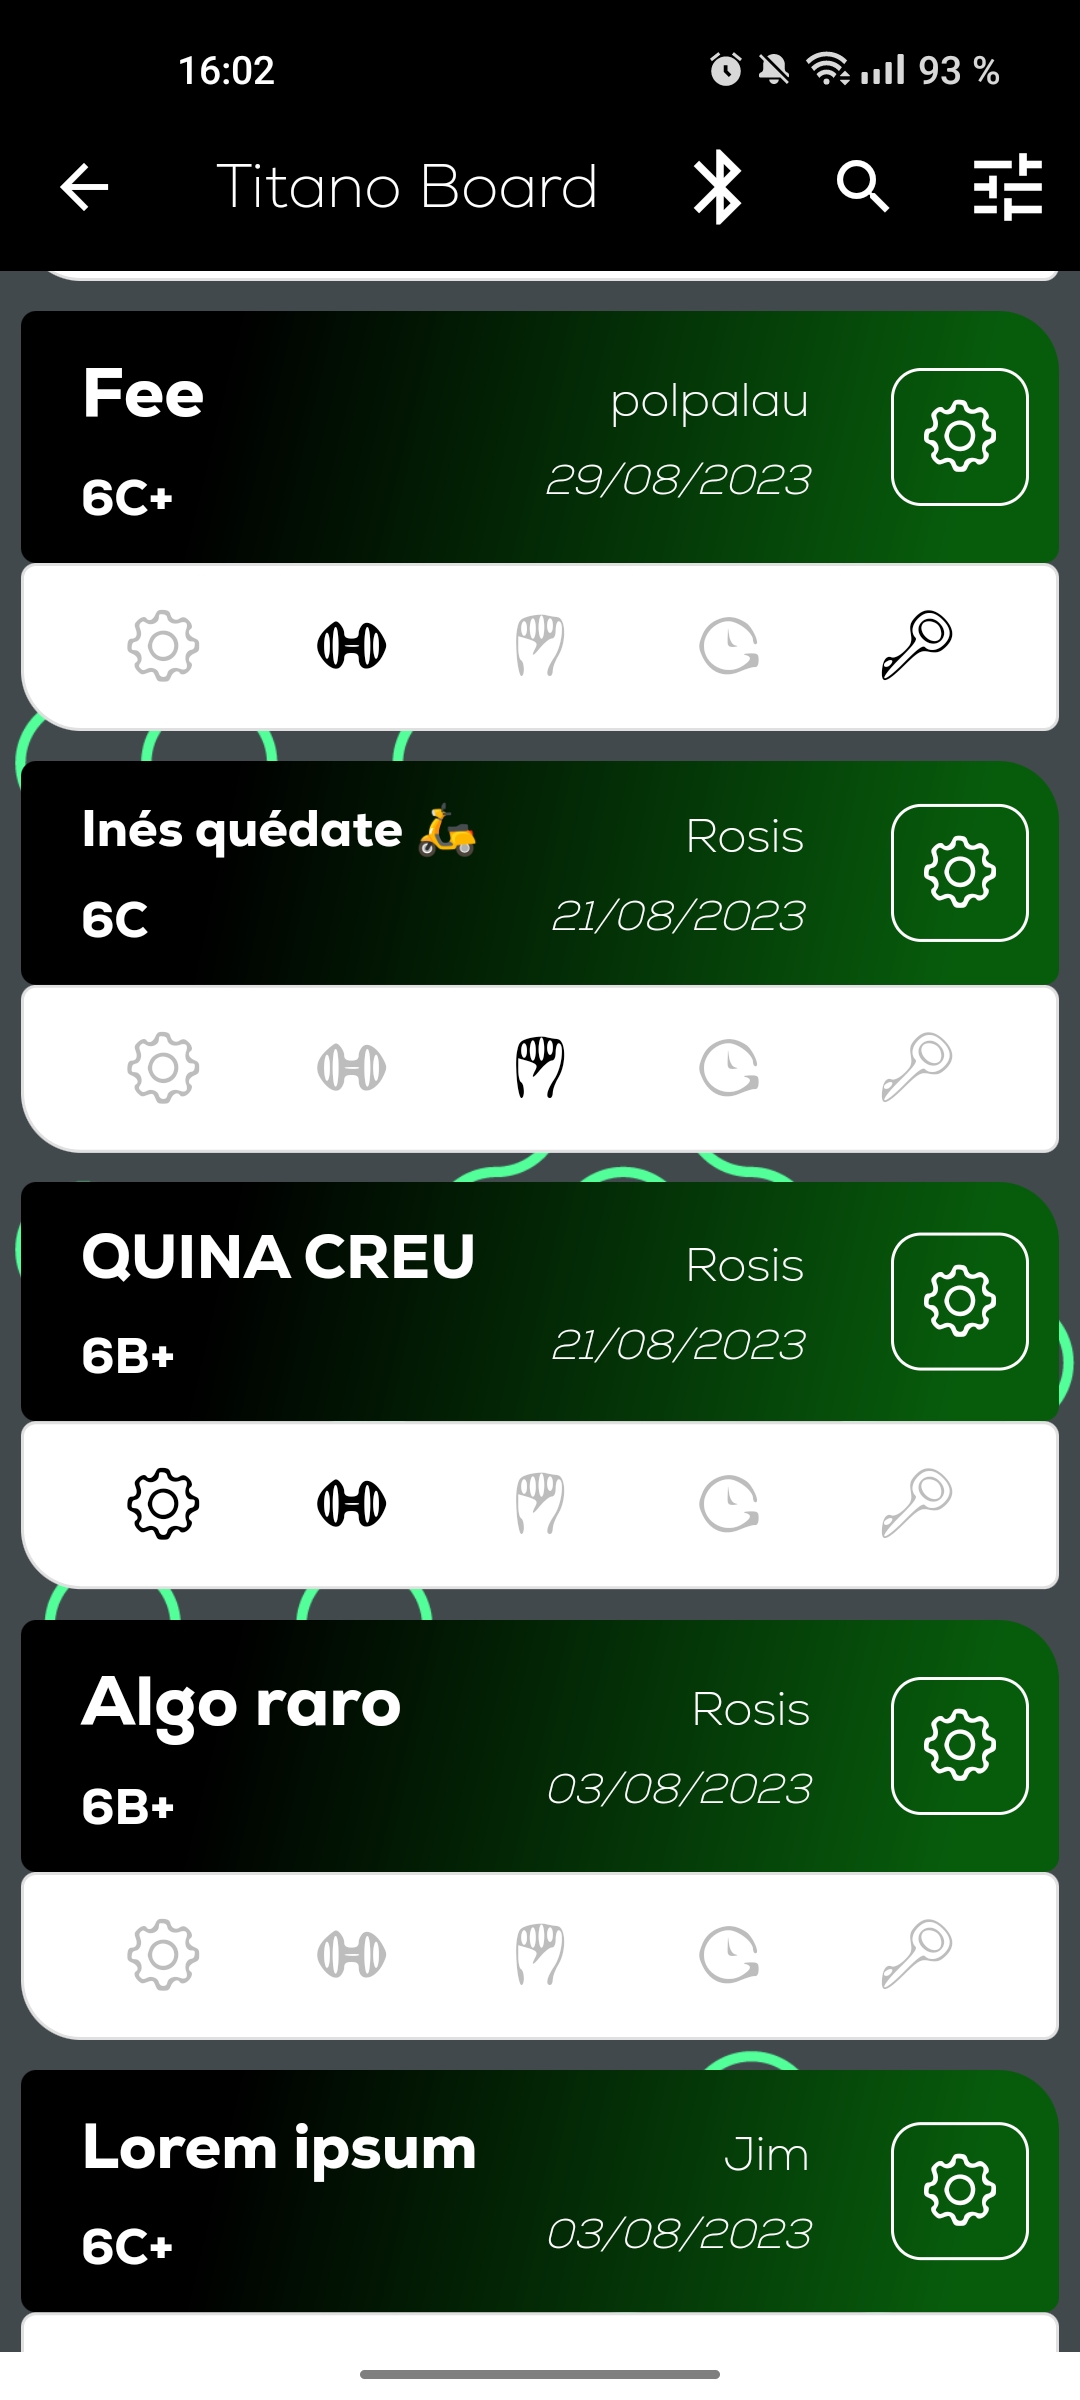 16:02 93 %
Titano Board
Fee polpalau
6C+ 29/08/2023
Inés quédate 🛵 Rosis
6C 21/08/2023
QUINA CREU Rosis
6B+ 21/08/2023
Algo raro Rosis
6B+ 03/08/2023
Lorem ipsum Jim
6C+ 03/08/2023